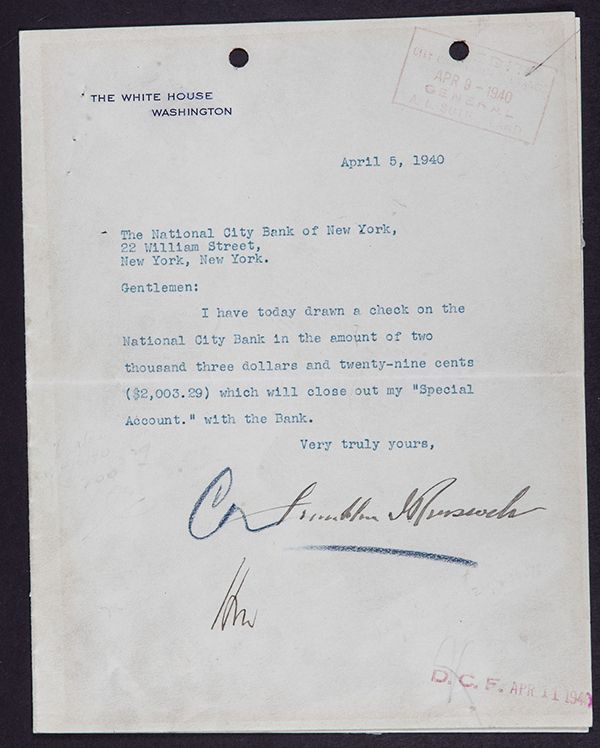 THE WHITE HOUSE
WASHINGTON
APR 9 - 1940
GENERAL
April 5, 1940
The National City Bank of New York,
22 William Street,
New York, New York.
Gentlemen:
I have today drawn a check on the
National City Bank in the amount of two
thousand three dollars and twenty-nine cents
($2,003.29) which will close out my "Special
Account." with the Bank.
Very truly yours,
Franklin D Roosevelt
D. C. F. APR 11 1940